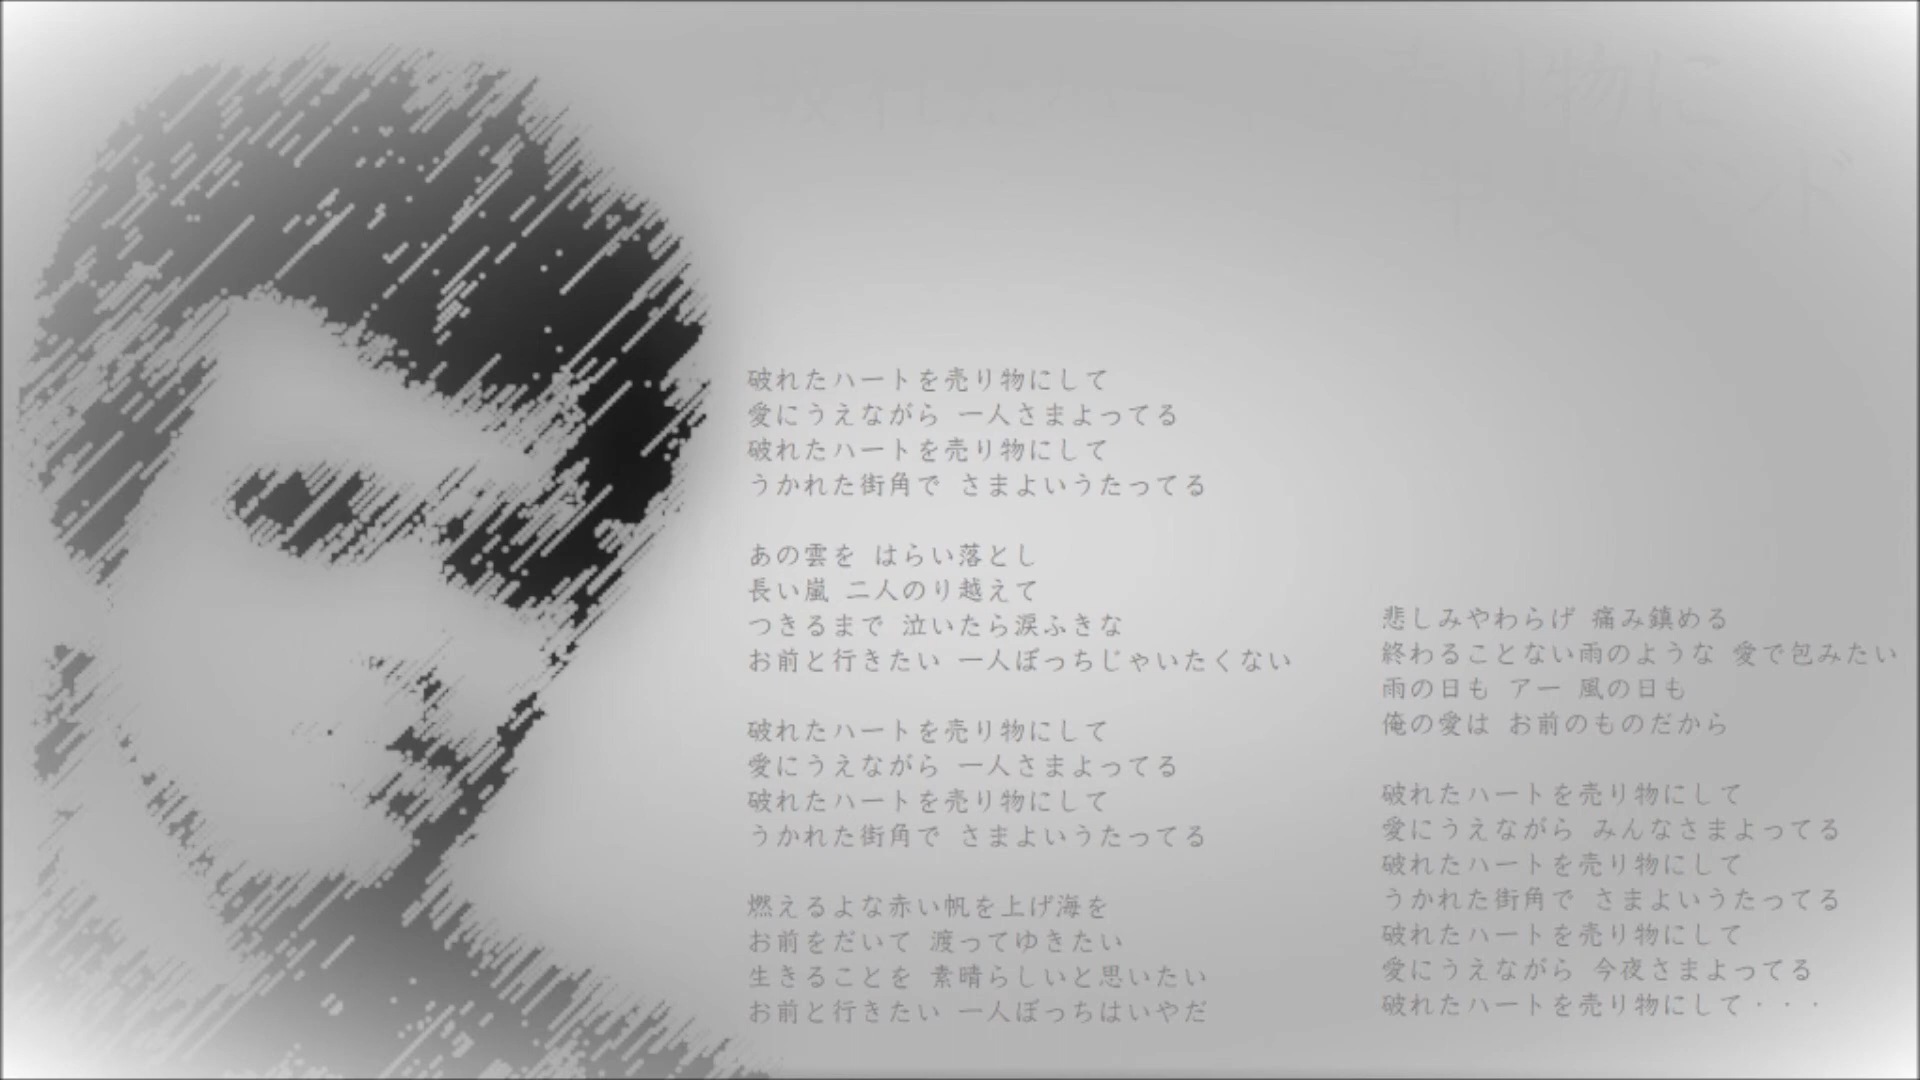 売り物に
破れたハートを売り物にして
愛にうえながら 一人さまよってる
破れたハートを売り物にして
うかれた街角で さまよいうたってる
あの雲を はらい落とし
長い嵐 二人のり越えて
つきるまで 泣いたら涙ふきな
お前と行きたい 一人ぼっちじゃいたくない
破れたハートを売り物にして
愛にうえながら 一人さまよってる
破れたハートを売り物にして
うかれた街角で さまよいうたってる
燃えるよな赤い帆を上げ海を
お前をだいて 渡ってゆきたい
生きることを 素晴らしいと思いたい
お前と行きたい 一人ぼっちはいやだ
悲しみやわらげ 痛み鎮める
終わることない雨のような 愛で包みたい
雨の日も アー 風の日も
俺の愛は お前のものだから
破れたハートを売り物にして
愛にうえながら みんなさまよってる
破れたハートを売り物にして
うかれた街角で さまよいうたってる
破れたハートを売り物にして
愛にうえながら 今夜さまよってる
破れたハートを売り物にして・・・